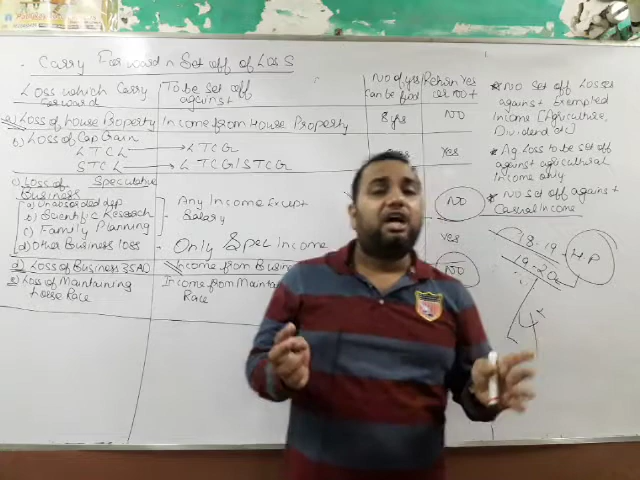 Carry Forward n Set off of Loss
Loss which Carry
forward
To be set off
against
No of yrs
can be fwd
Return Yes
or No
a) Loss of House Property
Income from House Property
8 yrs
No
b) Loss of Cap Gain
LTCL → LTCG
STCL → LTCG/STCG
Yes
c) Loss of Speculative
Business
a) Unabsorbed dep
b) Scientific Research
c) Family Planning
Any Income Except
Salary
No
d) Other Business loss
Only Spec Income
Yes
d) Loss of Business 35AD
Income from Busin
No
e) Loss of Maintaining
Horse Race
Income from Mainta
Race
* No Set off Losses
against Exempted
Income (Agriculture,
Dividend etc)
* Ag Loss to be set off
against agricultural
Income only
* No Set off against
Casual Income
18-19
19-20
H.P
4